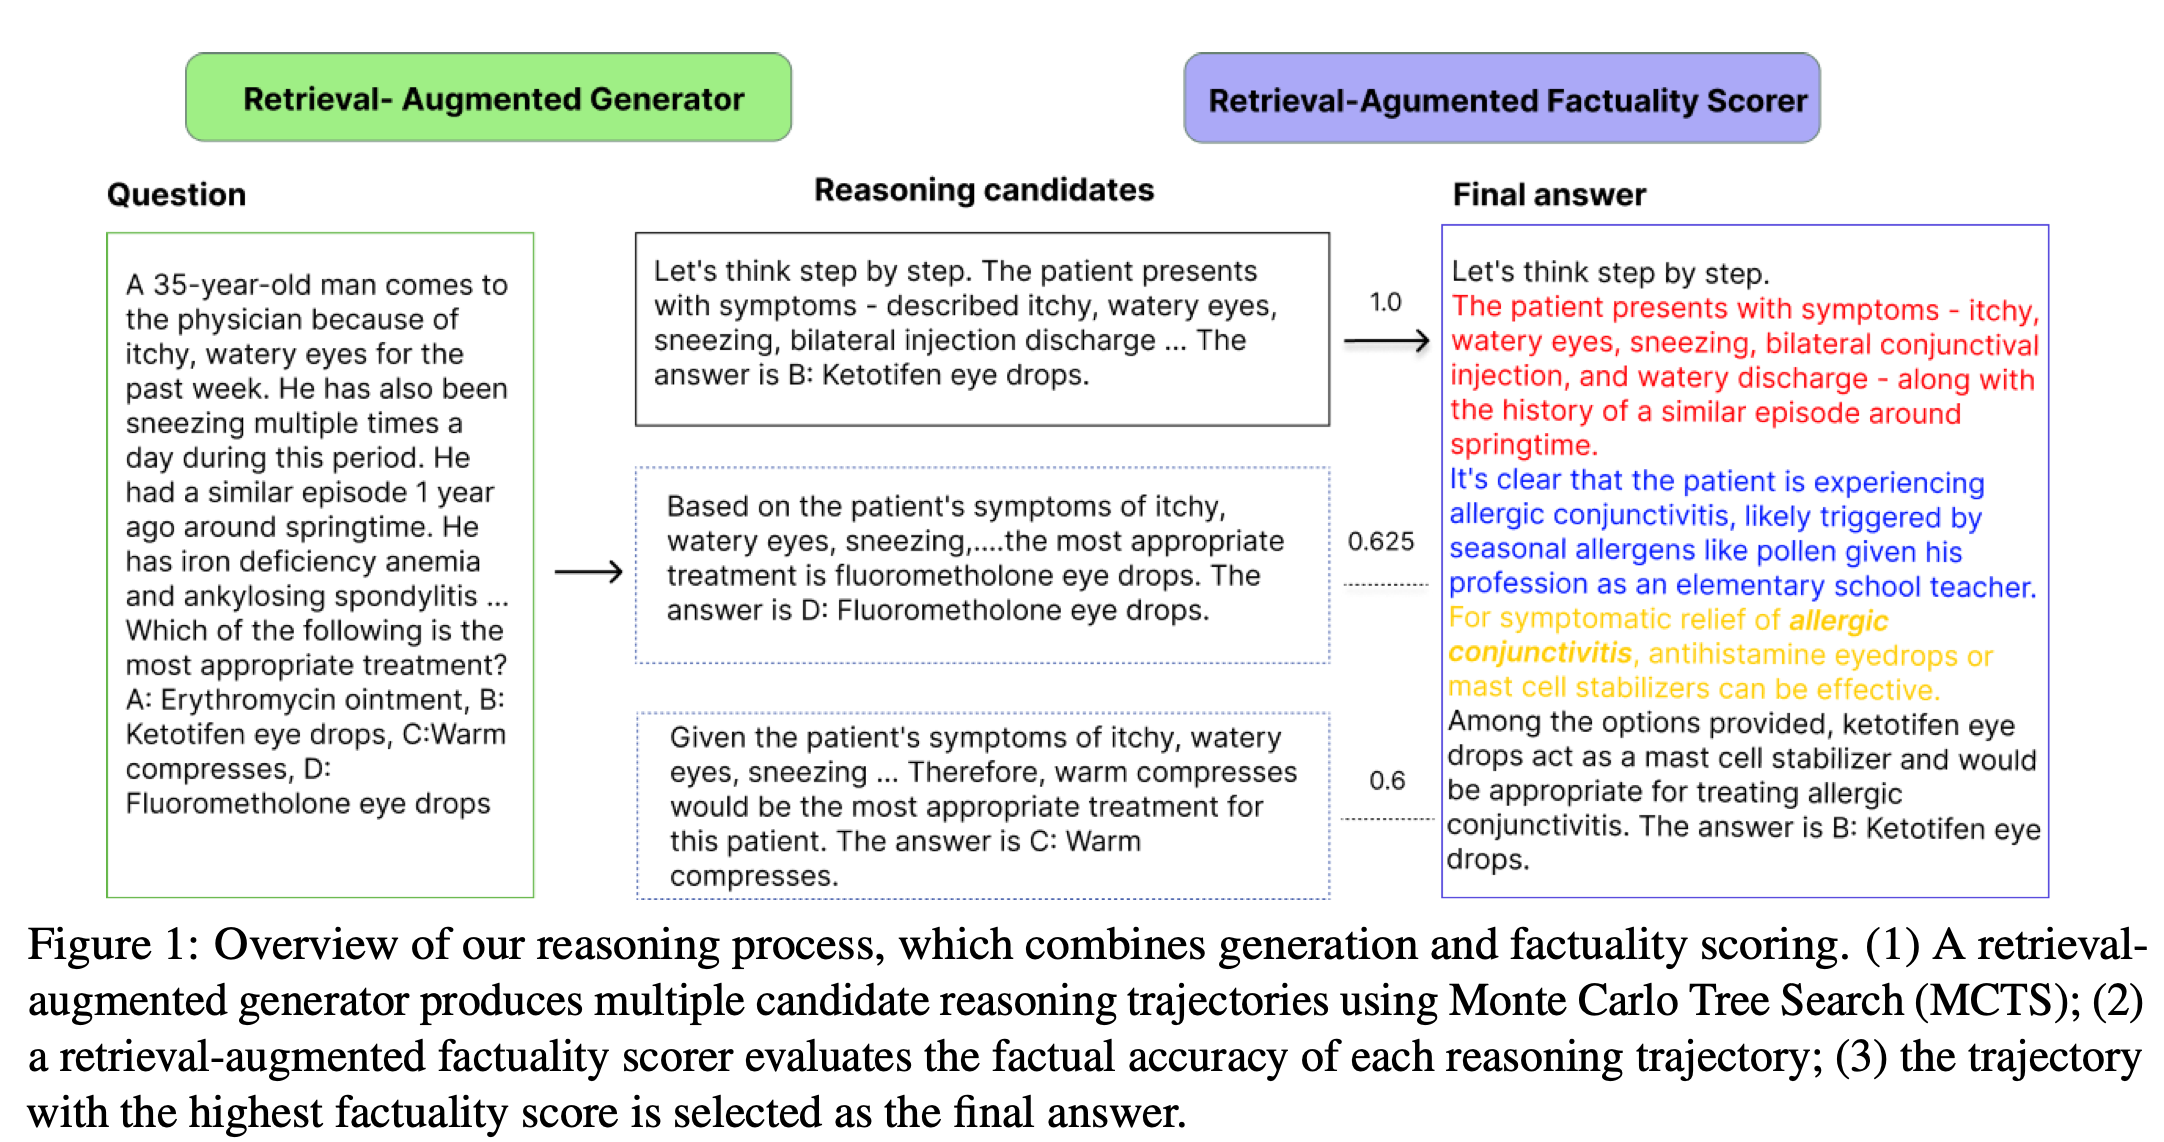 Retrieval- Augmented Generator
Retrieval-Agumented Factuality Scorer
Question
A 35-year-old man comes to
the physician because of
itchy, watery eyes for the
past week. He has also been
sneezing multiple times a
day during this period. He
had a similar episode 1 year
ago around springtime. He
has iron deficiency anemia
and ankylosing spondylitis ...
Which of the following is the
most appropriate treatment?
A: Erythromycin ointment, B:
Ketotifen eye drops, C:Warm
compresses, D:
Fluorometholone eye drops
Reasoning candidates
Let's think step by step. The patient presents
with symptoms - described itchy, watery eyes,
sneezing, bilateral injection discharge ... The
answer is B: Ketotifen eye drops.
1.0
Based on the patient's symptoms of itchy,
watery eyes, sneezing,....the most appropriate
treatment is fluorometholone eye drops. The
answer is D: Fluorometholone eye drops.
0.625
Given the patient's symptoms of itchy, watery
eyes, sneezing ... Therefore, warm compresses
would be the most appropriate treatment for
this patient. The answer is C: Warm
compresses.
0.6
Final answer
Let's think step by step.
The patient presents with symptoms - itchy,
watery eyes, sneezing, bilateral conjunctival
injection, and watery discharge - along with
the history of a similar episode around
springtime.
It's clear that the patient is experiencing
allergic conjunctivitis, likely triggered by
seasonal allergens like pollen given his
profession as an elementary school teacher.
For symptomatic relief of allergic
conjunctivitis, antihistamine eyedrops or
mast cell stabilizers can be effective.
Among the options provided, ketotifen eye
drops act as a mast cell stabilizer and would
be appropriate for treating allergic
conjunctivitis. The answer is B: Ketotifen eye
drops.
Figure 1: Overview of our reasoning process, which combines generation and factuality scoring. (1) A retrieval-
augmented generator produces multiple candidate reasoning trajectories using Monte Carlo Tree Search (MCTS); (2)
a retrieval-augmented factuality scorer evaluates the factual accuracy of each reasoning trajectory; (3) the trajectory
with the highest factuality score is selected as the final answer.